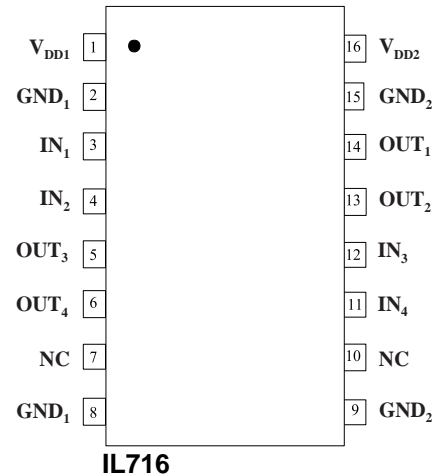 V_DD1 1 16 V_DD2
GND_1 2 15 GND_2
IN_1 3 14 OUT_1
IN_2 4 13 OUT_2
OUT_3 5 12 IN_3
OUT_4 6 11 IN_4
NC 7 10 NC
GND_1 8 9 GND_2
IL716